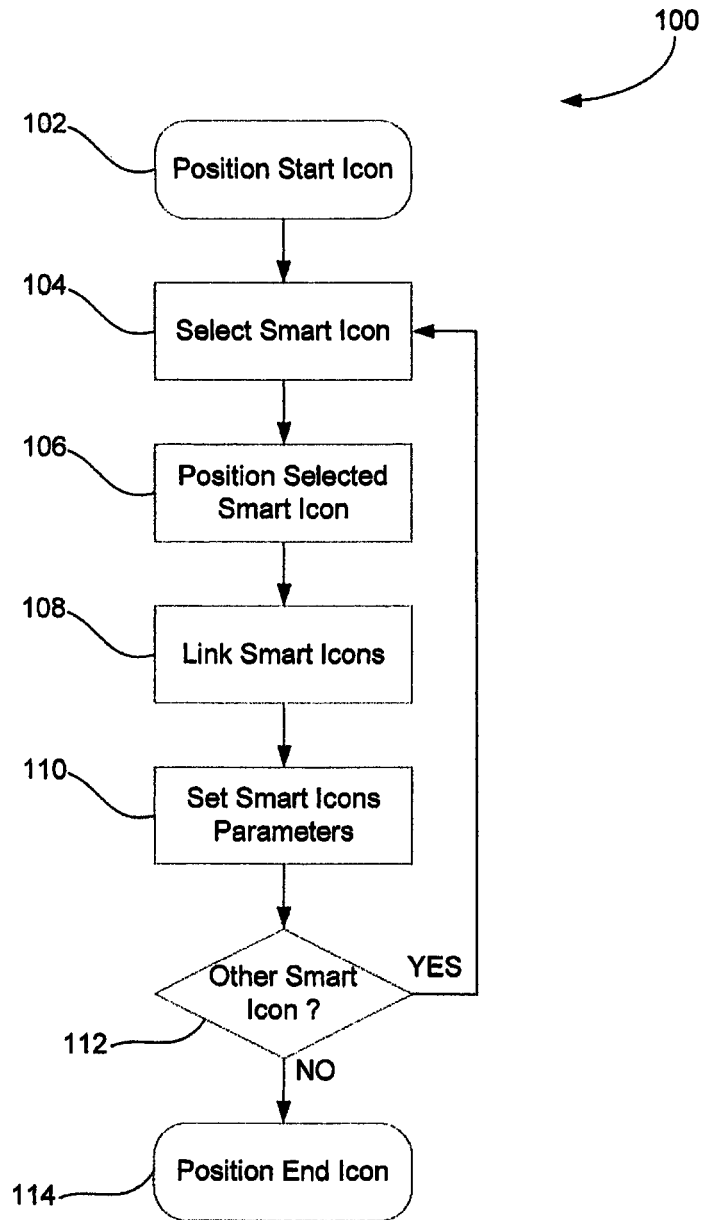 100
102
Position Start Icon
104
Select Smart Icon
106
Position Selected
Smart Icon
108
Link Smart Icons
110
Set Smart Icons
Parameters
Other Smart
Icon ?
YES
112
NO
Position End Icon
114